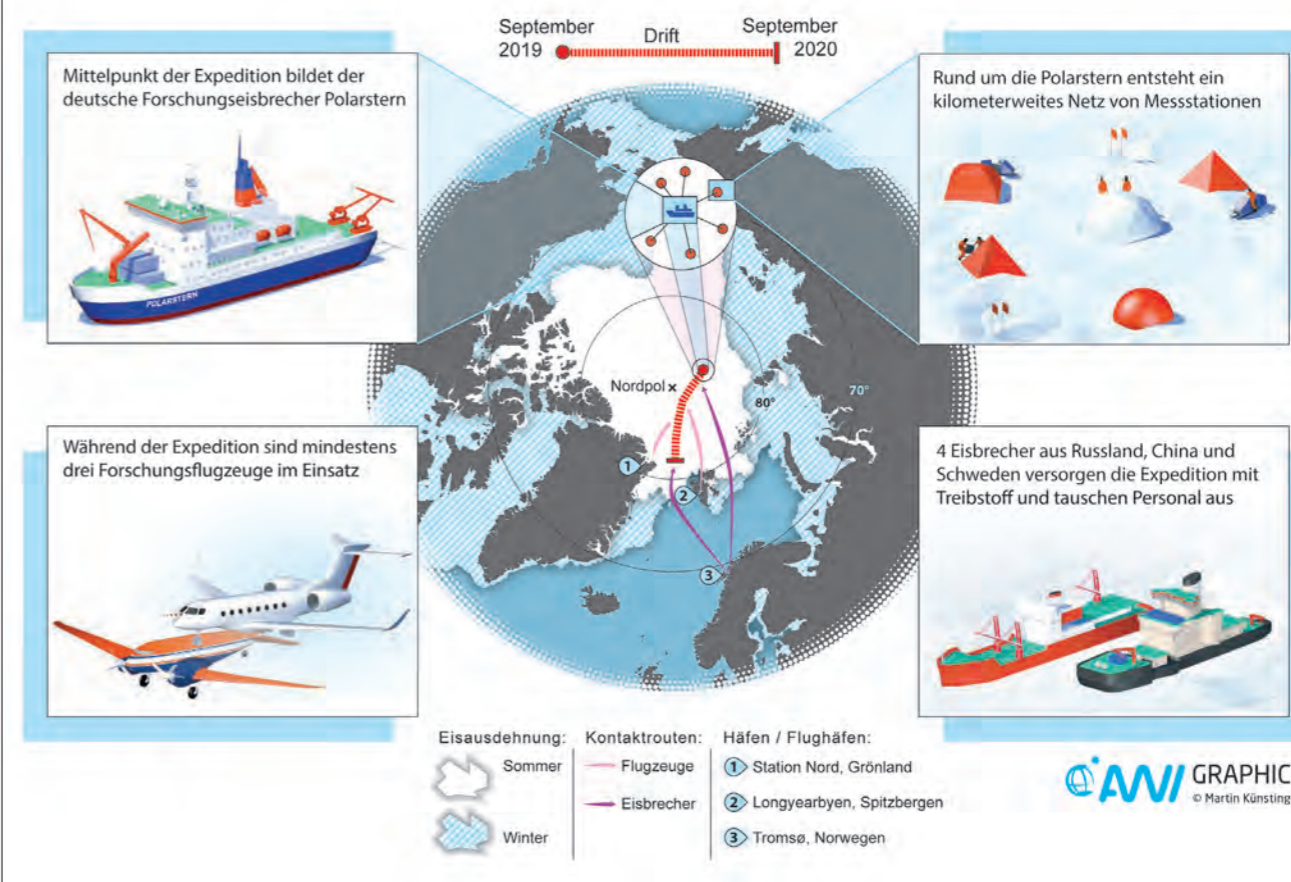 September
2019
Drift
September
2020
Mittelpunkt der Expedition bildet der
deutsche Forschungseisbrecher Polarstern
POLARSTERN
Rund um die Polarstern entsteht ein
kilometerweites Netz von Messstationen
Nordpol
80°
70°
1
2
3
Während der Expedition sind mindestens
drei Forschungsflugzeuge im Einsatz
4 Eisbrecher aus Russland, China und
Schweden versorgen die Expedition mit
Treibstoff und tauschen Personal aus
Eisausdehnung:
Sommer
Winter
Kontaktrouten:
Flugzeuge
Eisbrecher
Häfen / Flughäfen:
1 Station Nord, Grönland
2 Longyearbyen, Spitzbergen
3 Tromsø, Norwegen
AWI GRAPHIC
© Martin Künsting